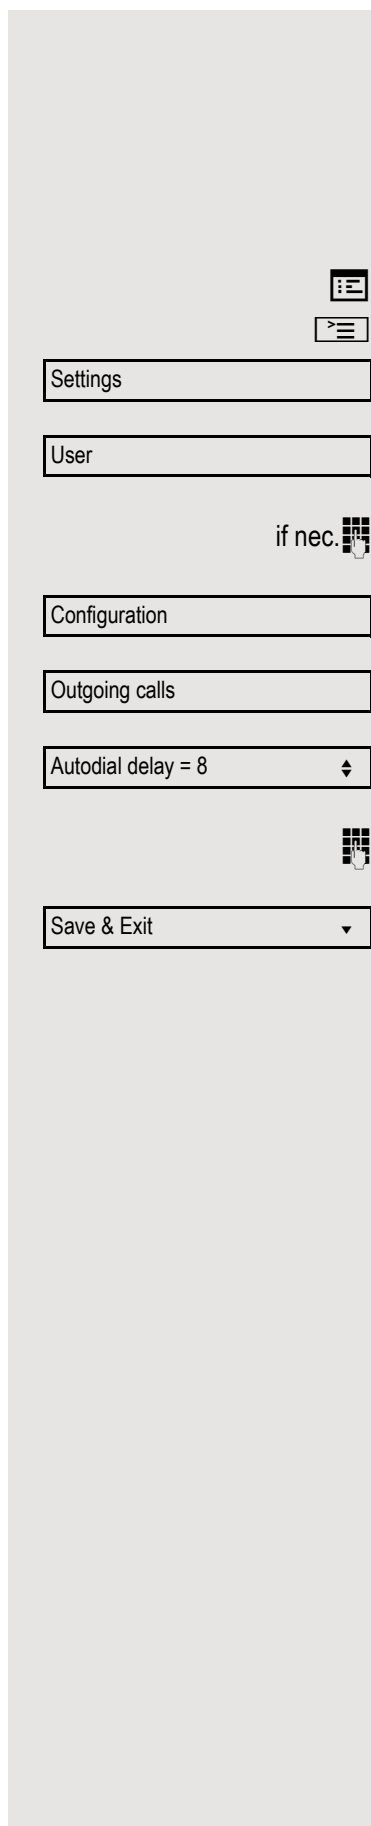 Settings
User
if nec.
Configuration
Outgoing calls
Autodial delay = 8
Save & Exit